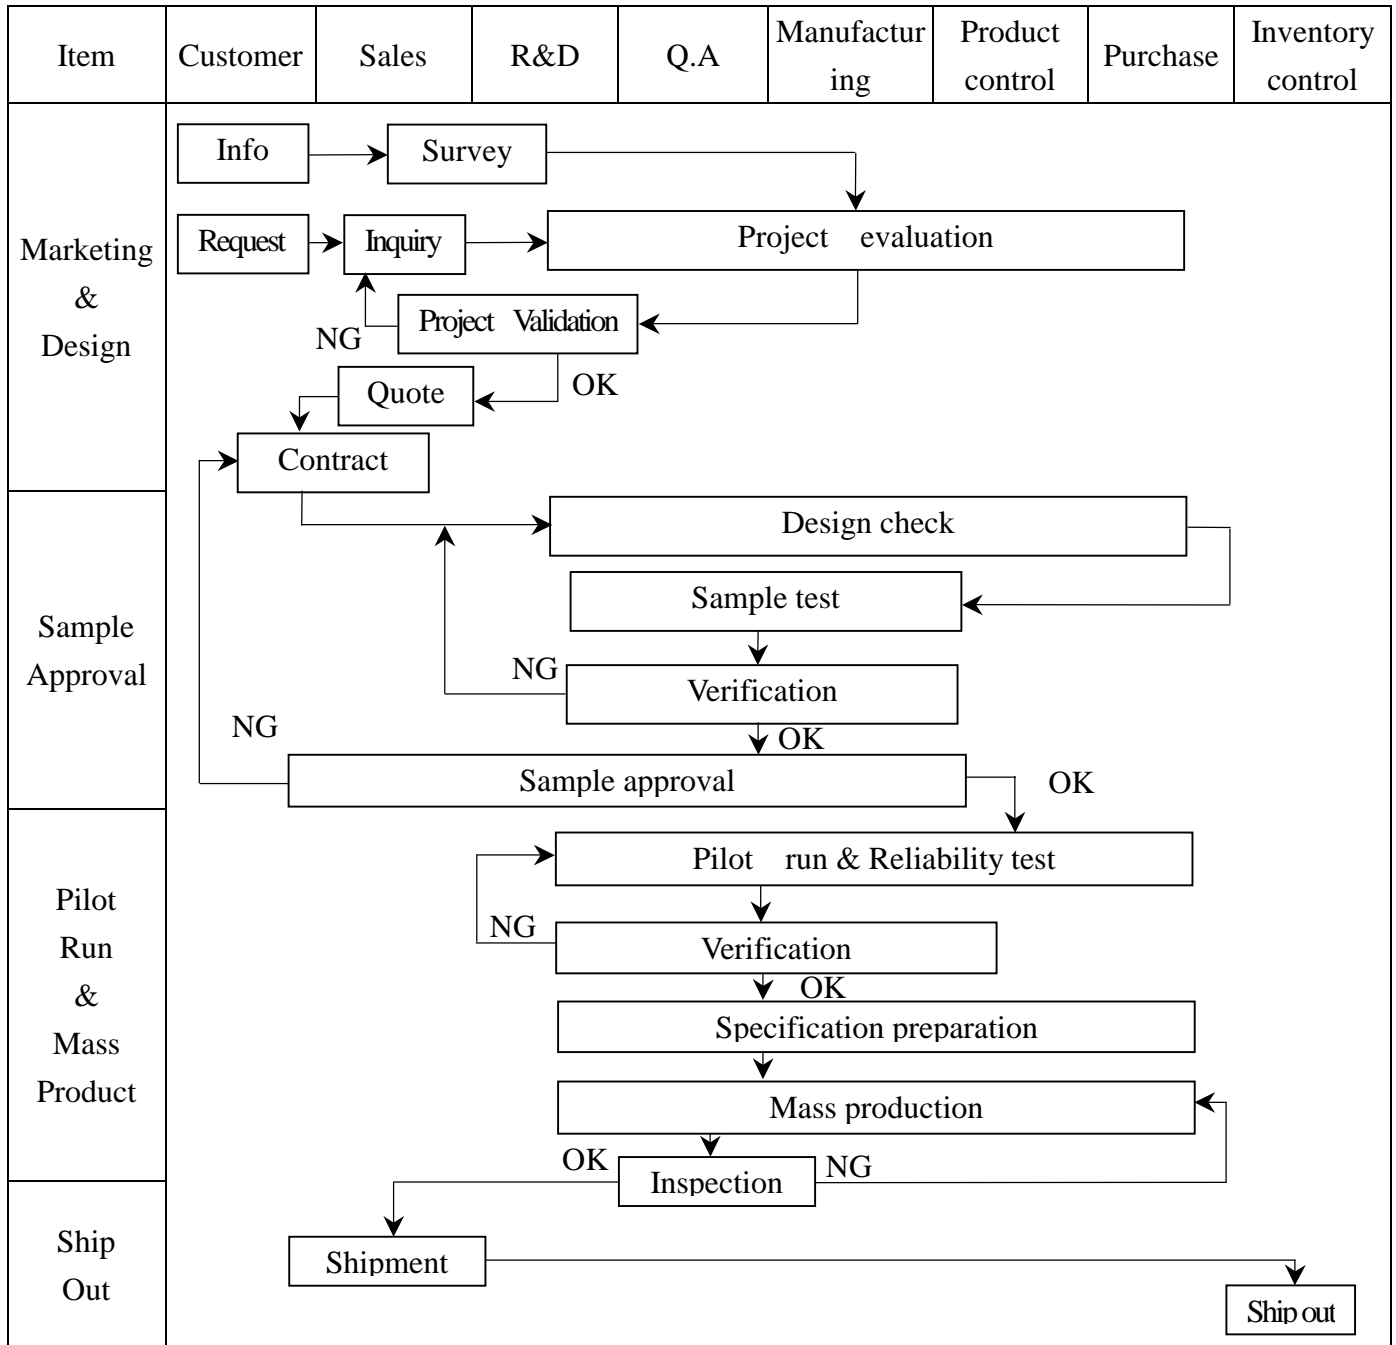 Item
Customer
Sales
R&D
Q.A
Manufactur
ing
Product
control
Purchase
Inventory
control
Marketing
&
Design
Info
Survey
Request
Inquiry
Project evaluation
NG
Project Validation
Quote
OK
Contract
Sample
Approval
Design check
Sample test
NG
Verification
NG
OK
Sample approval
OK
Pilot
Run
&
Mass
Product
Pilot run & Reliability test
NG
Verification
OK
Specification preparation
Mass production
OK
Inspection
NG
Ship
Out
Shipment
Ship out